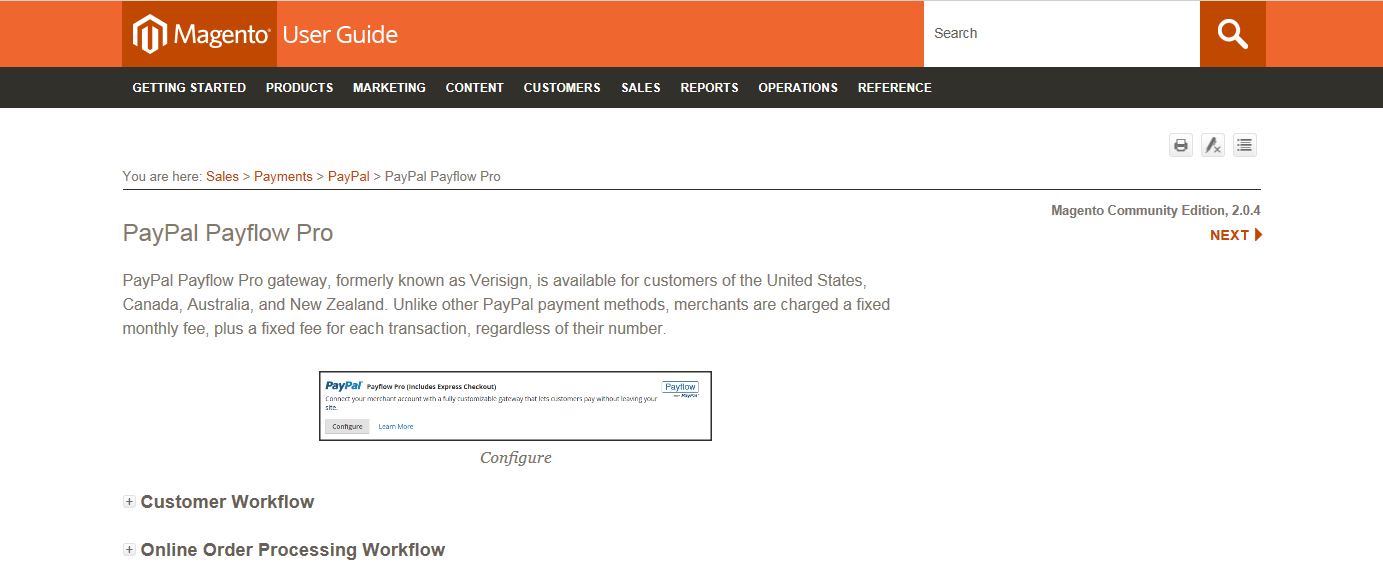 Magento User Guide
Search
GETTING STARTED PRODUCTS MARKETING CONTENT CUSTOMERS SALES REPORTS OPERATIONS REFERENCE
You are here: Sales > Payments > PayPal > PayPal Payflow Pro
Magento Community Edition, 2.0.4
NEXT
PayPal Payflow Pro
PayPal Payflow Pro gateway, formerly known as Verisign, is available for customers of the United States,
Canada, Australia, and New Zealand. Unlike other PayPal payment methods, merchants are charged a fixed
monthly fee, plus a fixed fee for each transaction, regardless of their number.
PayPal Payflow Pro (Includes Express Checkout)
Payflow
PayPal
Connect your merchant account with a fully customizable gateway that lets customers pay without leaving your
site.
Configure Learn More
Configure
Customer Workflow
Online Order Processing Workflow